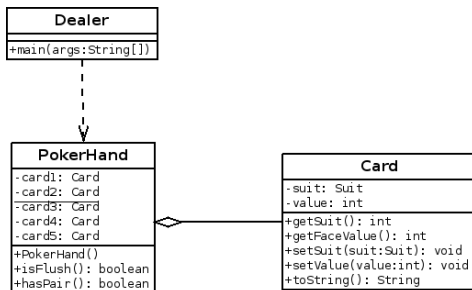 Dealer
+main(args:String[])
PokerHand
-card1: Card
-card2: Card
-card3: Card
-card4: Card
-card5: Card
+PokerHand()
+isFlush(): boolean
+hasPair(): boolean
Card
-suit: Suit
-value: int
+getSuit(): int
+getFaceValue(): int
+setSuit(suit:Suit): void
+setValue(value:int): void
+toString(): String